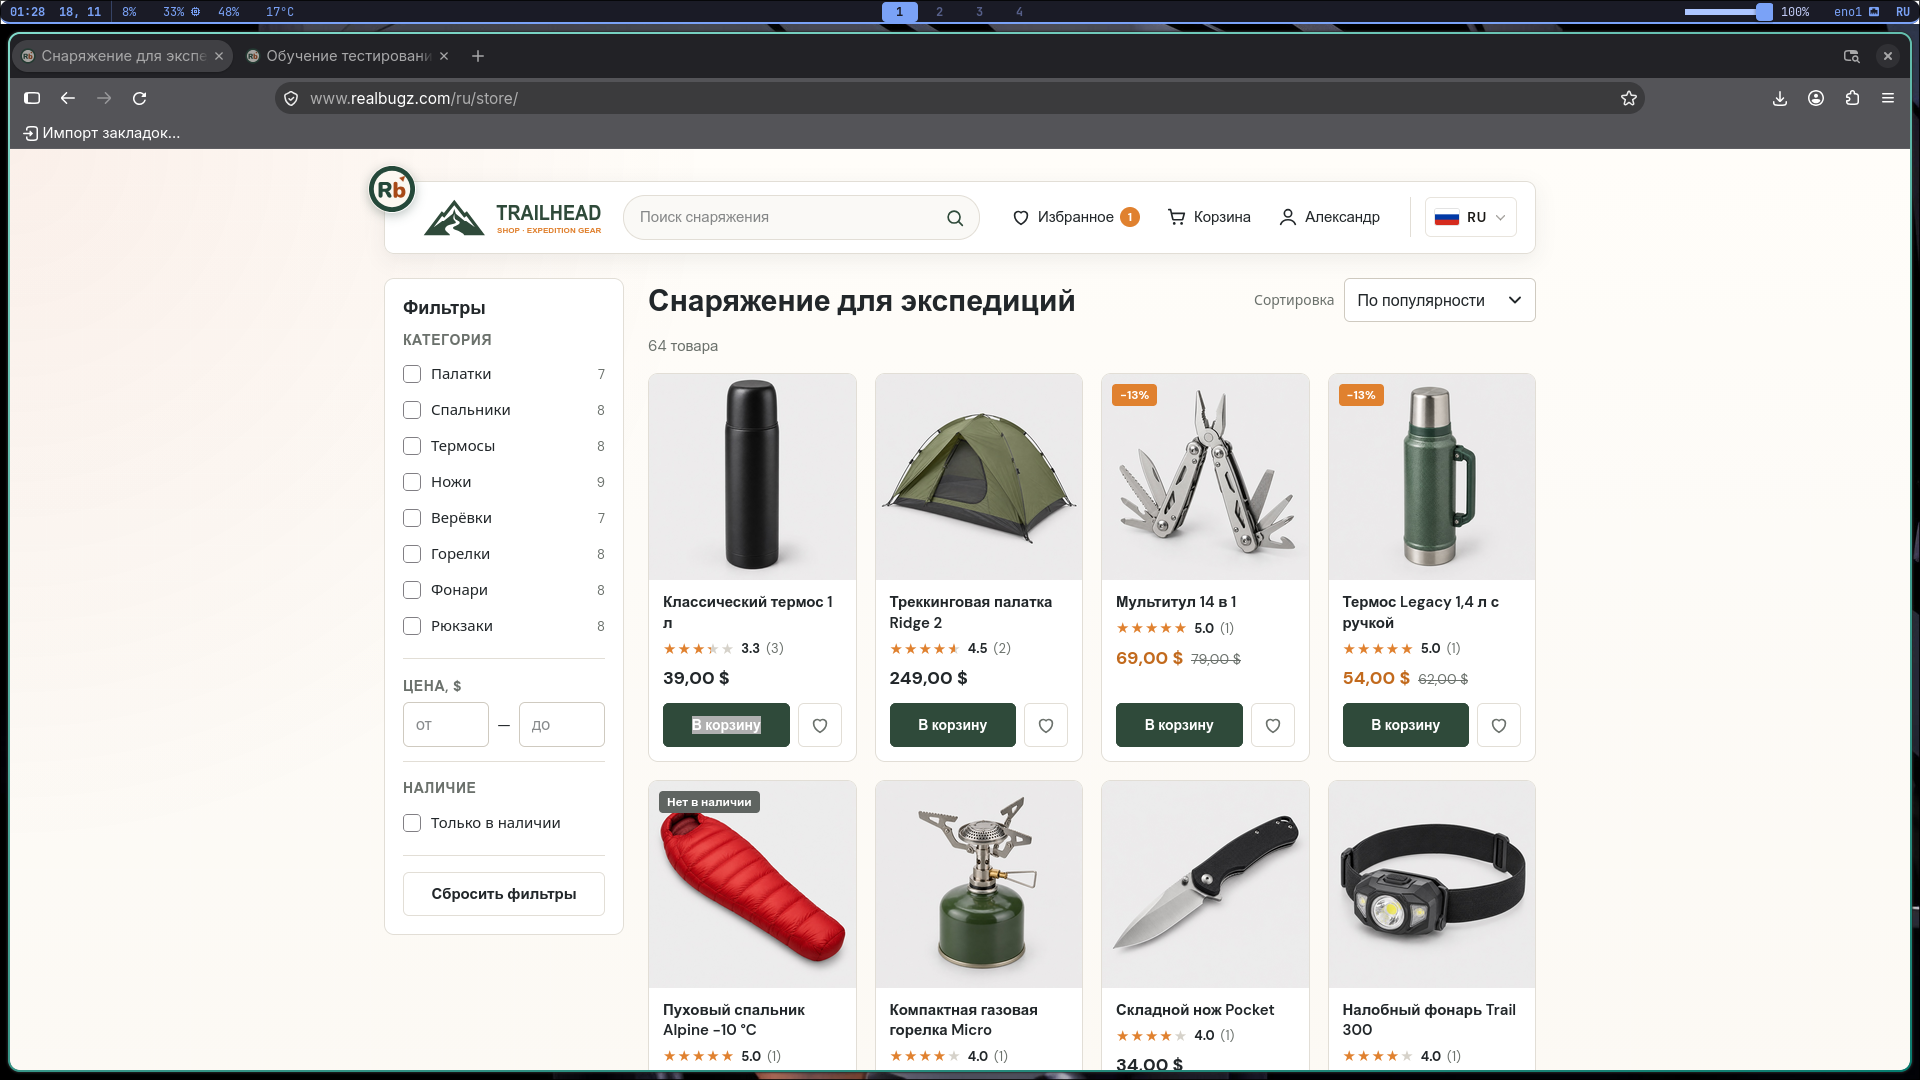 01:28 18, 11 8% 33% 48% 17°C 1 2 3 4 100% eno1 RU
Снаряжение для экспе
Обучение тестировани
www.realbugz.com/ru/store/
Импорт закладок...
Rb
TRAILHEAD
SHOP · EXPEDITION GEAR
Поиск снаряжения
Избранное 1
Корзина
Александр
RU
Фильтры
КАТЕГОРИЯ
Палатки 7
Спальники 8
Термосы 8
Ножи 9
Верёвки 7
Горелки 8
Фонари 8
Рюкзаки 8
ЦЕНА, $
от — до
НАЛИЧИЕ
Только в наличии
Сбросить фильтры
Снаряжение для экспедиций
Сортировка По популярности
64 товара
Классический термос 1
л
3.3 (3)
39,00 $
В корзину
Треккинговая палатка
Ridge 2
4.5 (2)
249,00 $
В корзину
−13%
Мультитул 14 в 1
5.0 (1)
69,00 $ 79,00 $
В корзину
−13%
Термос Legacy 1,4 л с
ручкой
5.0 (1)
54,00 $ 62,00 $
В корзину
Нет в наличии
Пуховый спальник
Alpine −10 °C
5.0 (1)
Компактная газовая
горелка Micro
4.0 (1)
Складной нож Pocket
4.0 (1)
34,00 $
Налобный фонарь Trail
300
4.0 (1)